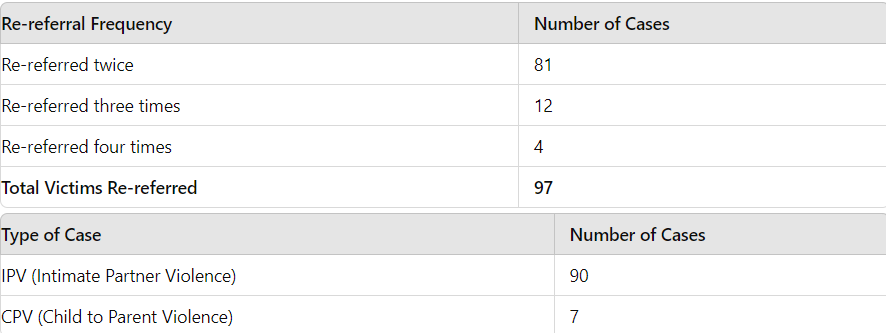 Re-referral Frequency Number of Cases
Re-referred twice 81
Re-referred three times 12
Re-referred four times 4
Total Victims Re-referred 97
Type of Case Number of Cases
IPV (Intimate Partner Violence) 90
CPV (Child to Parent Violence) 7